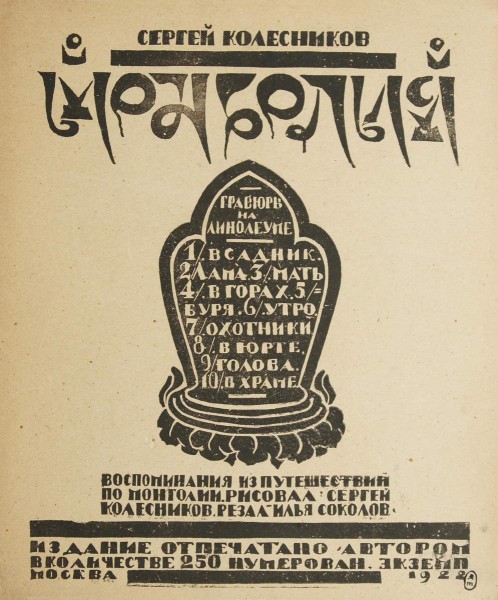 СЕРГЕЙ КОЛЕСНИКОВ
МОНГОЛИЯ
ГРАВЮРЫ
НА
ЛИНОЛЕУМЕ
1/ВСАДНИК.
2/ЛАМА.3/МАТЬ
4/.В ГОРАХ.5/=
БУРЯ.6/УТРО.
7/ОХОТНИКИ
8/.В ЮРТЕ.
9/ГОЛОВА.
10/В ХРАМЕ
ВОСПОМИНАНИЯ ИЗ ПУТЕШЕСТВИЙ
ПО МОНГОЛИИ.РИСОВАЛ·СЕРГЕЙ
КОЛЕСНИКОВ.РЕЗАЛ·ИЛЬЯ СОКОЛОВ·
ИЗДАНИЕ ОТПЕЧАТАНО АВТОРОМ
В КОЛИЧЕСТВЕ 250 НУМЕРОВАН. ЭКЗЕМП
МОСКВА 1922